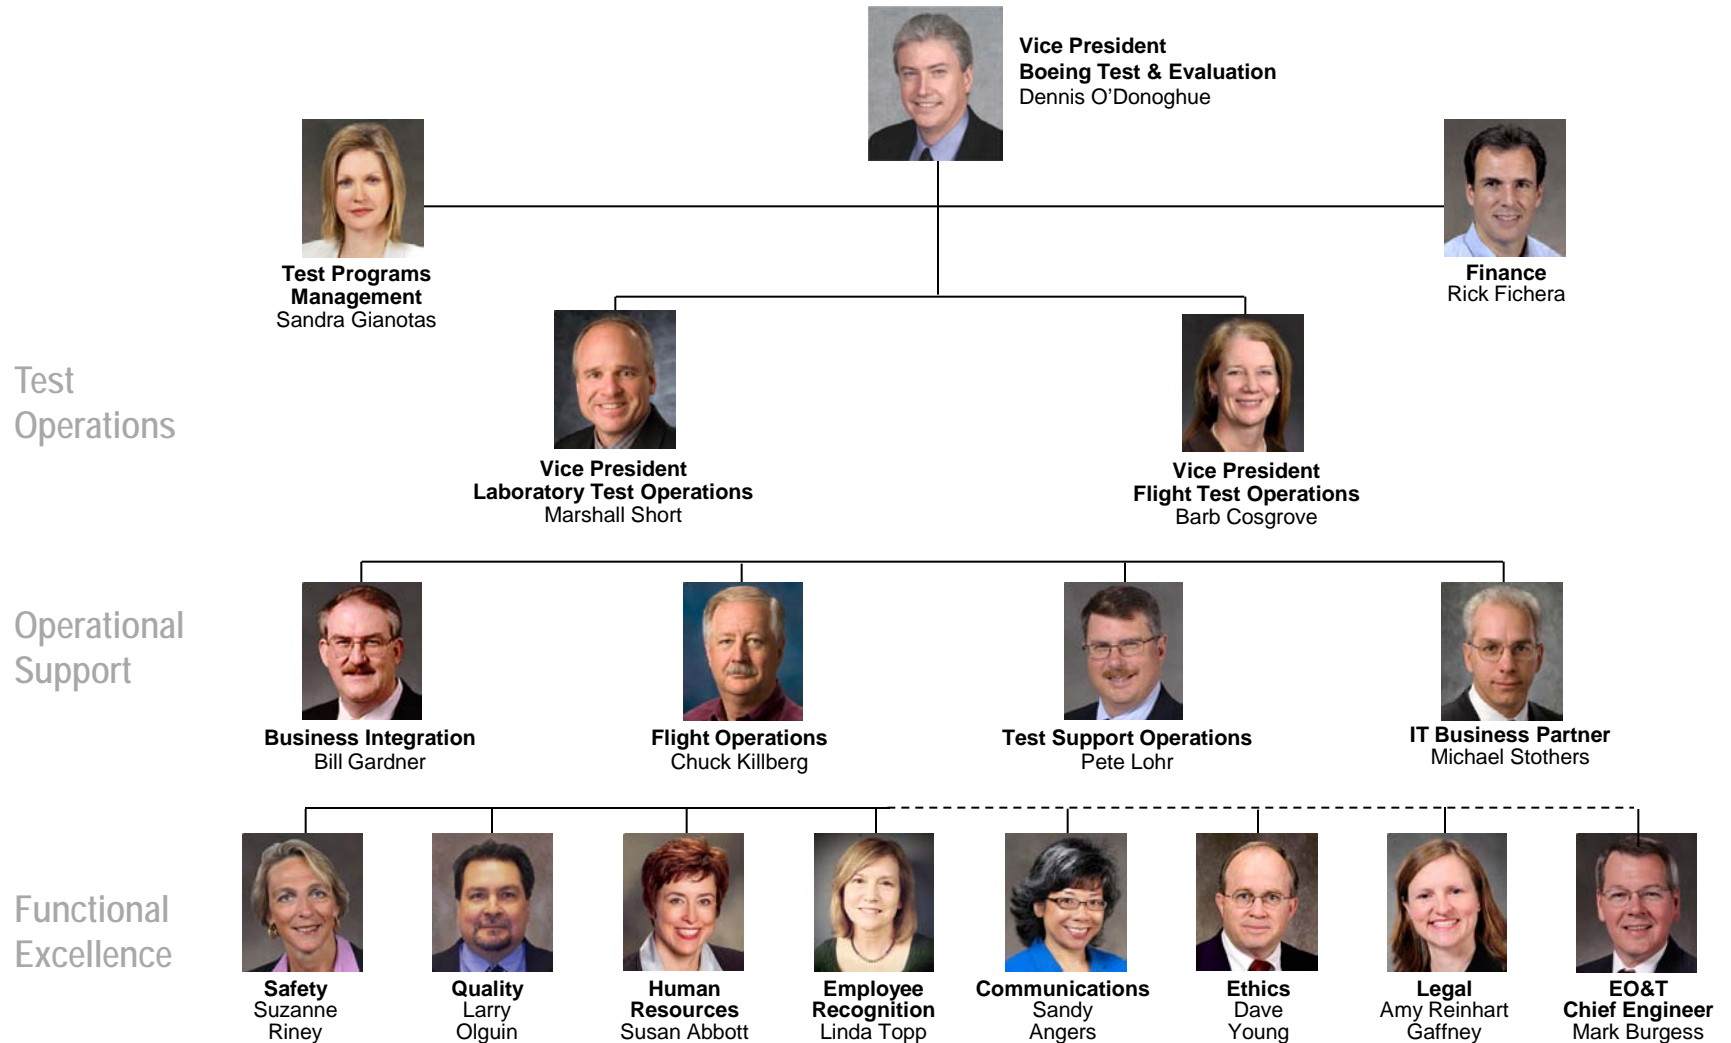 Vice President
Boeing Test & Evaluation
Dennis O’Donoghue
Test Programs
Management
Sandra Gianotas
Finance
Rick Fichera
Test
Operations
Vice President
Laboratory Test Operations
Marshall Short
Vice President
Flight Test Operations
Barb Cosgrove
Operational
Support
Business Integration
Bill Gardner
Flight Operations
Chuck Killberg
Test Support Operations
Pete Lohr
IT Business Partner
Michael Stothers
Functional
Excellence
Safety
Suzanne
Riney
Quality
Larry
Olguin
Human
Resources
Susan Abbott
Employee
Recognition
Linda Topp
Communications
Sandy
Angers
Ethics
Dave
Young
Legal
Amy Reinhart
Gaffney
EO&T
Chief Engineer
Mark Burgess